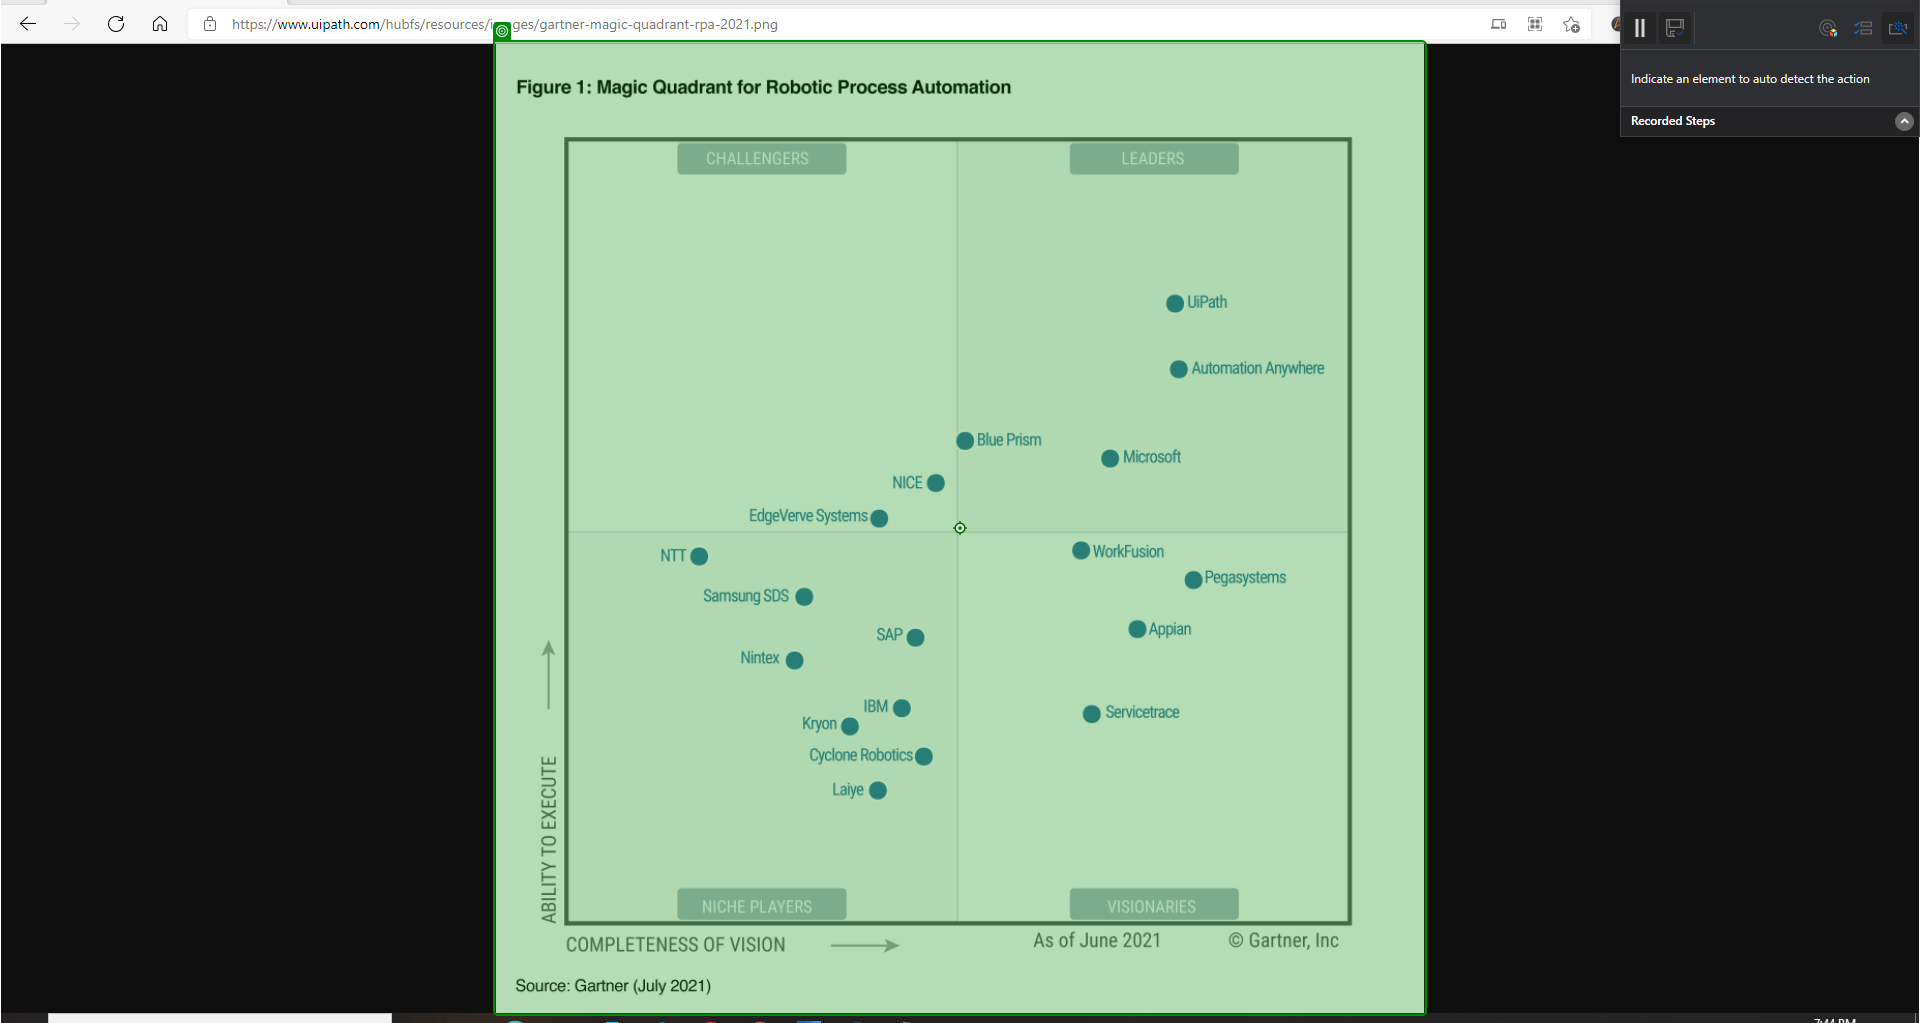 https://www.uipath.com/hubfs/resources/i ges/gartner-magic-quadrant-rpa-2021.png
Indicate an element to auto detect the action
Recorded Steps
Figure 1: Magic Quadrant for Robotic Process Automation
CHALLENGERS
LEADERS
UiPath
Automation Anywhere
Blue Prism
Microsoft
NICE
EdgeVerve Systems
NTT
WorkFusion
Pegasystems
Samsung SDS
SAP
Appian
Nintex
IBM
Servicetrace
Kryon
Cyclone Robotics
Laiye
ABILITY TO EXECUTE
NICHE PLAYERS
VISIONARIES
COMPLETENESS OF VISION
As of June 2021
© Gartner, Inc
Source: Gartner (July 2021)